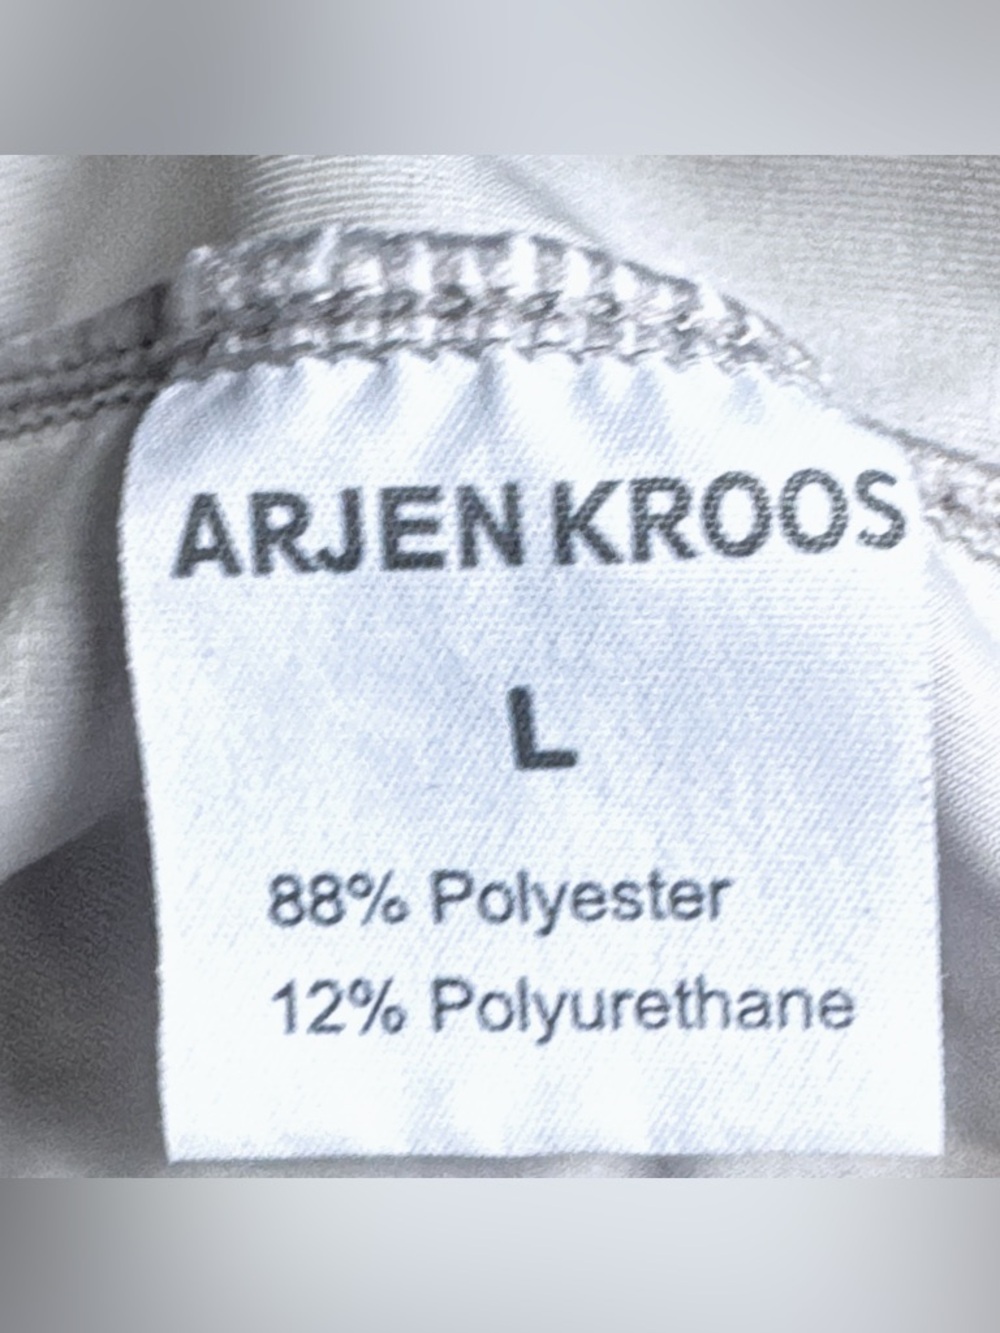 ARJEN KROOS
L
88% Polyester
12% Polyurethane